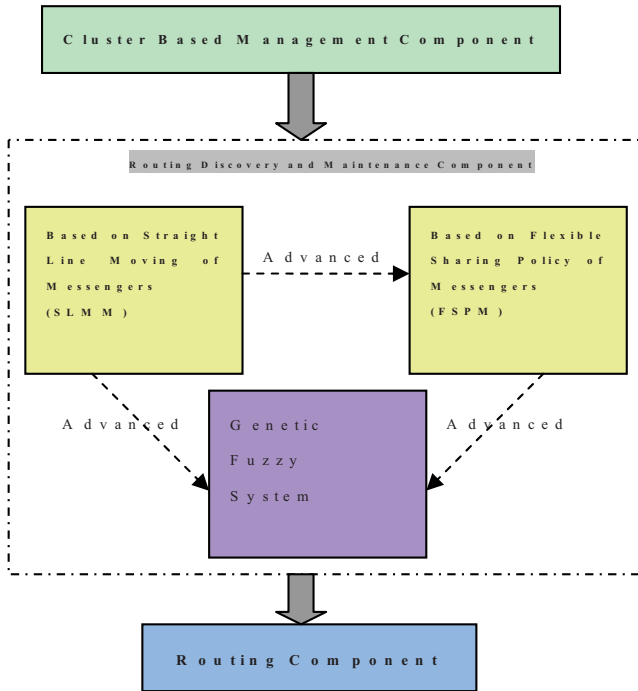 Cluster Based Management Component
Routing Discovery and Maintenance Component
Based on Straight
Line Moving of
Messengers
(SLMM)
Advanced
Based on Flexible
Sharing Policy of
Messengers
(FSPM)
Advanced
Genetic
Fuzzy
System
Advanced
Routing Component